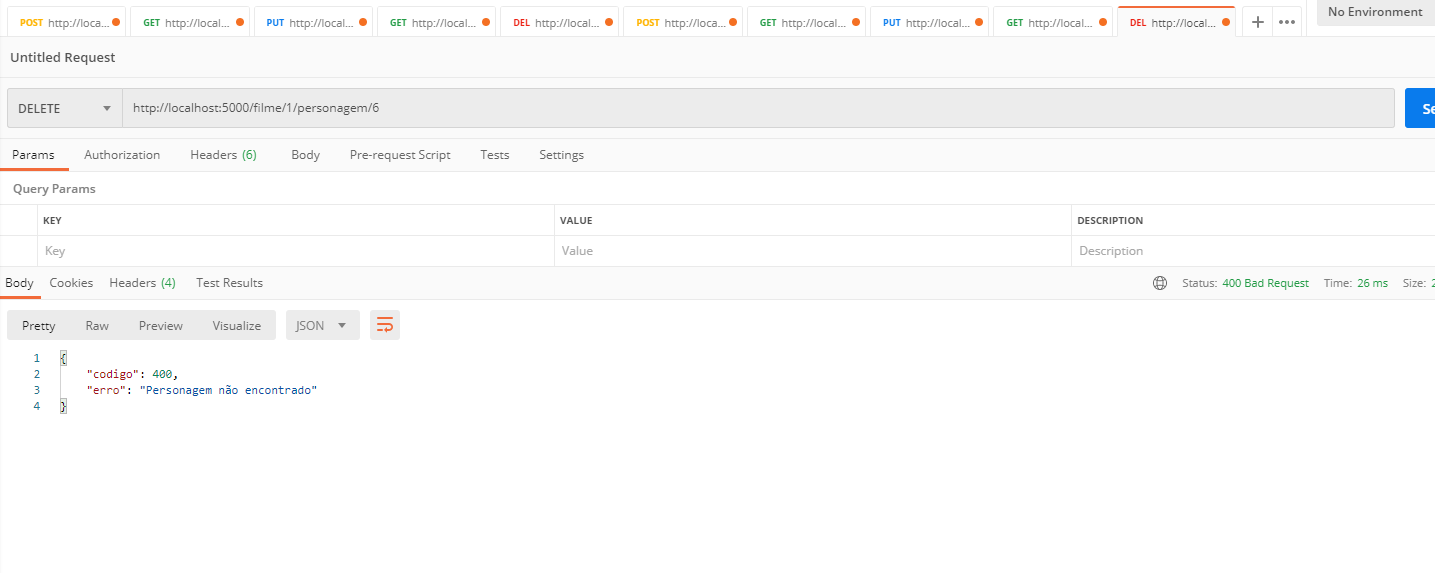 POST http://loca... GET http://local... PUT http://local... GET http://local... DEL http://local... POST http://loca... GET http://local... PUT http://local... GET http://local... DEL http://local... + ••• No Environment
Untitled Request
DELETE http://localhost:5000/filme/1/personagem/6 Se
Params Authorization Headers (6) Body Pre-request Script Tests Settings
Query Params
KEY VALUE DESCRIPTION
Key Value Description
Body Cookies Headers (4) Test Results Status: 400 Bad Request Time: 26 ms Size: 2
Pretty Raw Preview Visualize JSON
1 {
2 "codigo": 400,
3 "erro": "Personagem não encontrado"
4 }